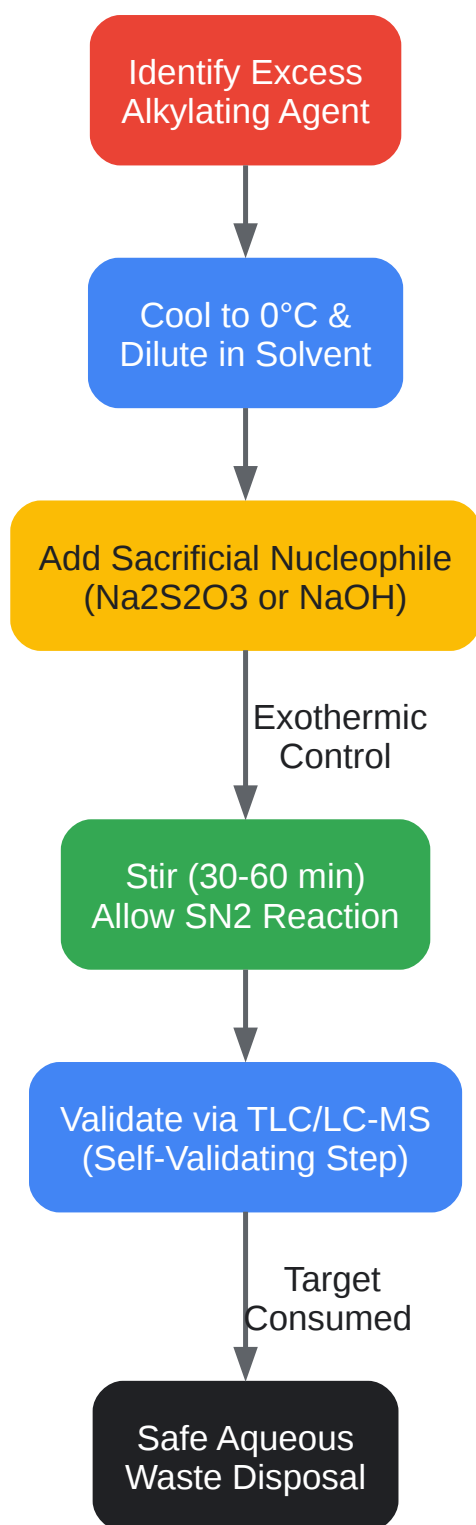 Identify Excess
Alkylating Agent
Cool to 0°C &
Dilute in Solvent
Add Sacrificial Nucleophile
(Na2S2O3 or NaOH)
Exothermic
Control
Stir (30-60 min)
Allow SN2 Reaction
Validate via TLC/LC-MS
(Self-Validating Step)
Target
Consumed
Safe Aqueous
Waste Disposal